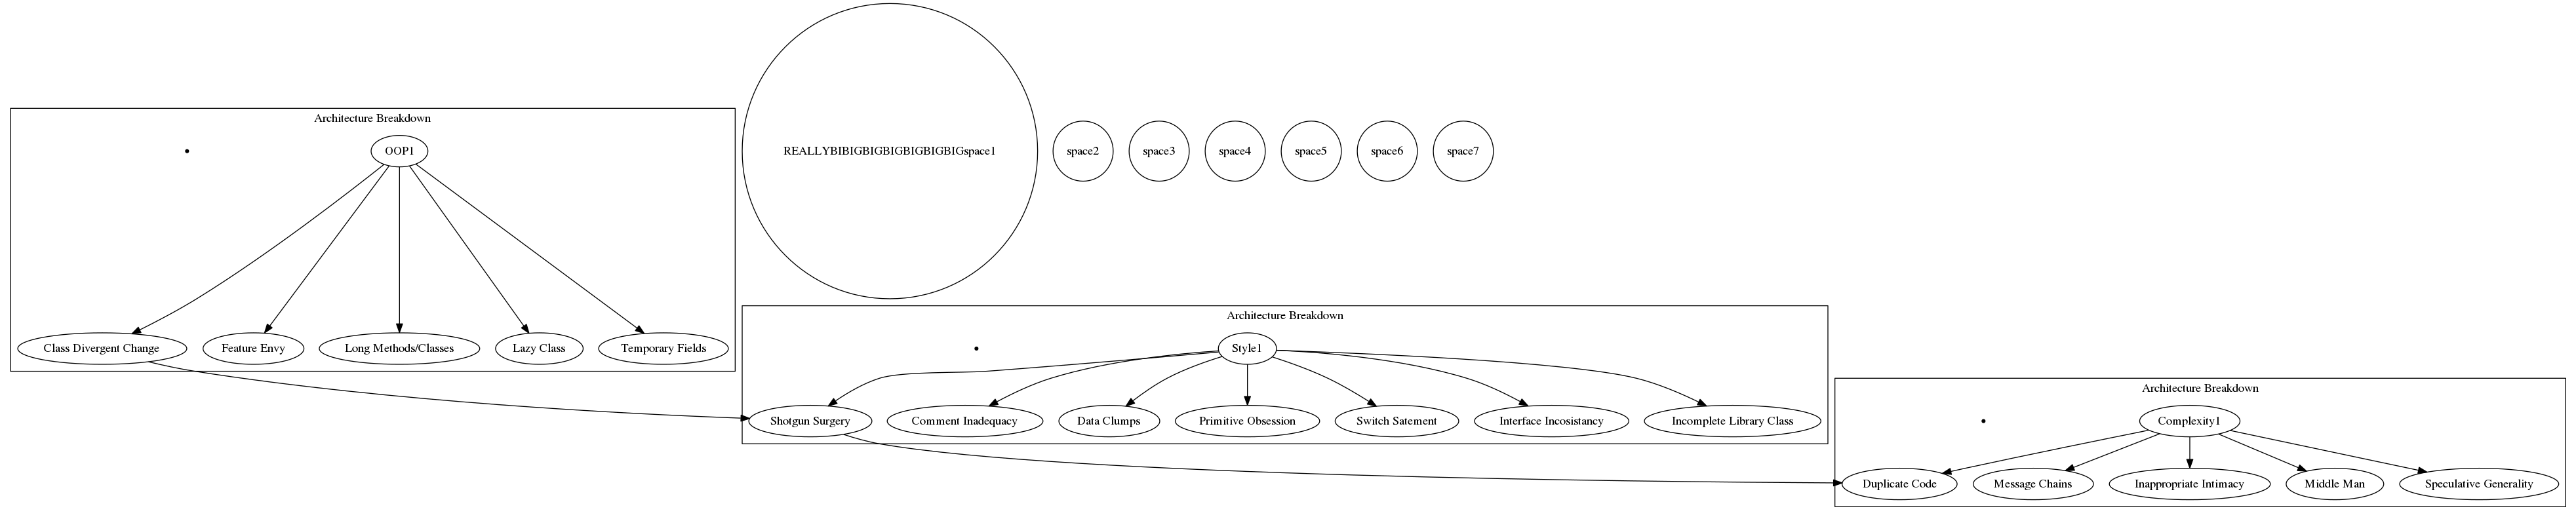 Architecture Breakdown
OOP1
Class Divergent Change
Feature Envy
Long Methods/Classes
Lazy Class
Temporary Fields
REALLYBIBIGBIGBIGBIGBIGBIGspace1
space2
space3
space4
space5
space6
space7
Architecture Breakdown
Style1
Shotgun Surgery
Comment Inadequacy
Data Clumps
Primitive Obsession
Switch Satement
Interface Incosistancy
Incomplete Library Class
Architecture Breakdown
Complexity1
Duplicate Code
Message Chains
Inappropriate Intimacy
Middle Man
Speculative Generality